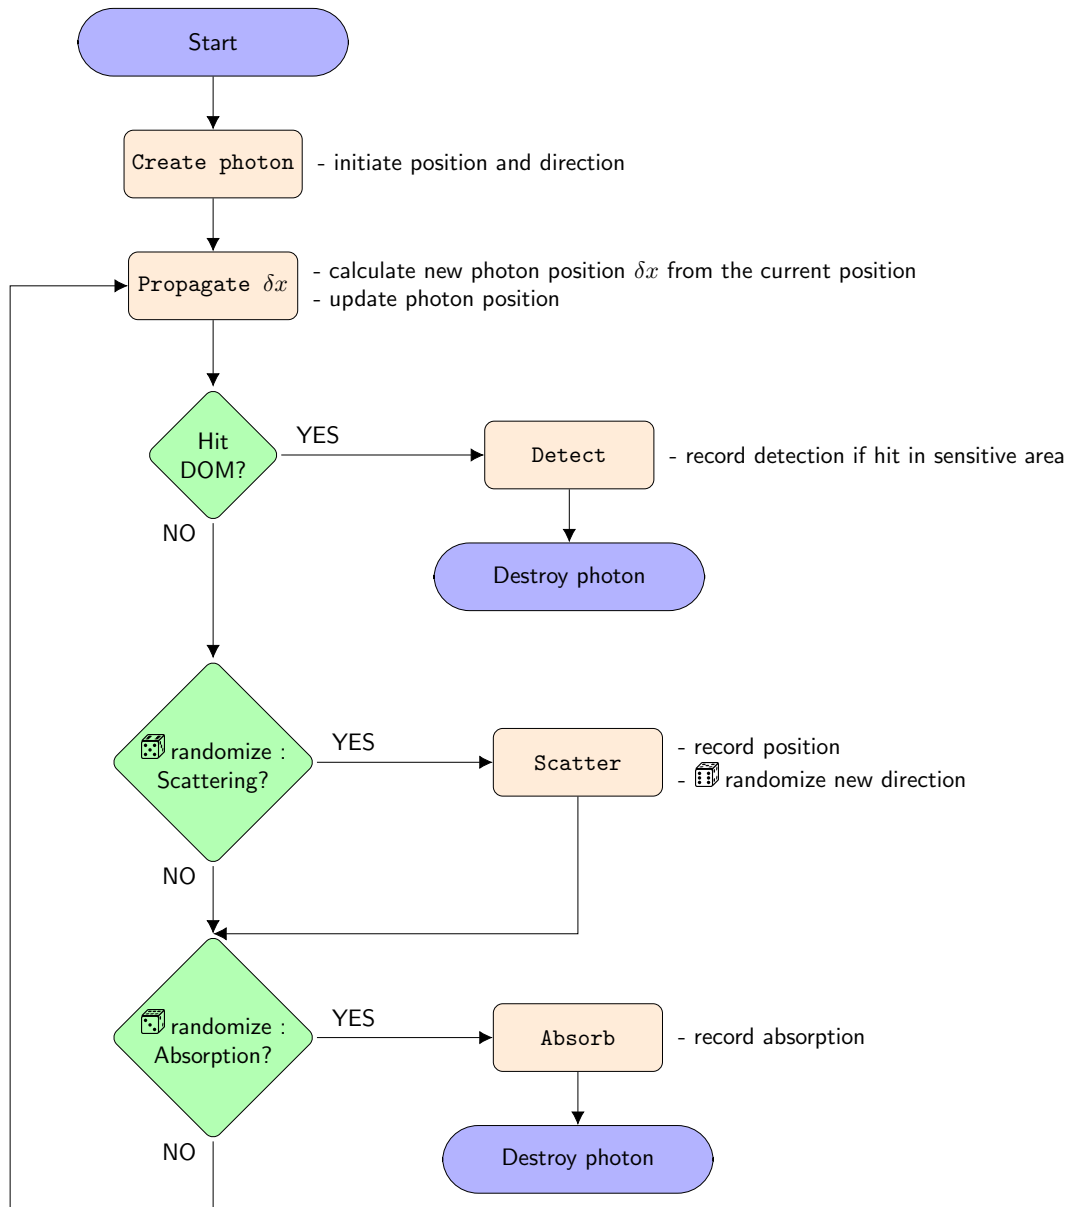 Start
Create photon
- initiate position and direction
Propagate δx
- calculate new photon position δx from the current position
- update photon position
Hit
DOM?
YES
Detect
- record detection if hit in sensitive area
NO
Destroy photon
randomize :
Scattering?
YES
Scatter
- record position
- randomize new direction
NO
randomize :
Absorption?
YES
Absorb
- record absorption
NO
Destroy photon